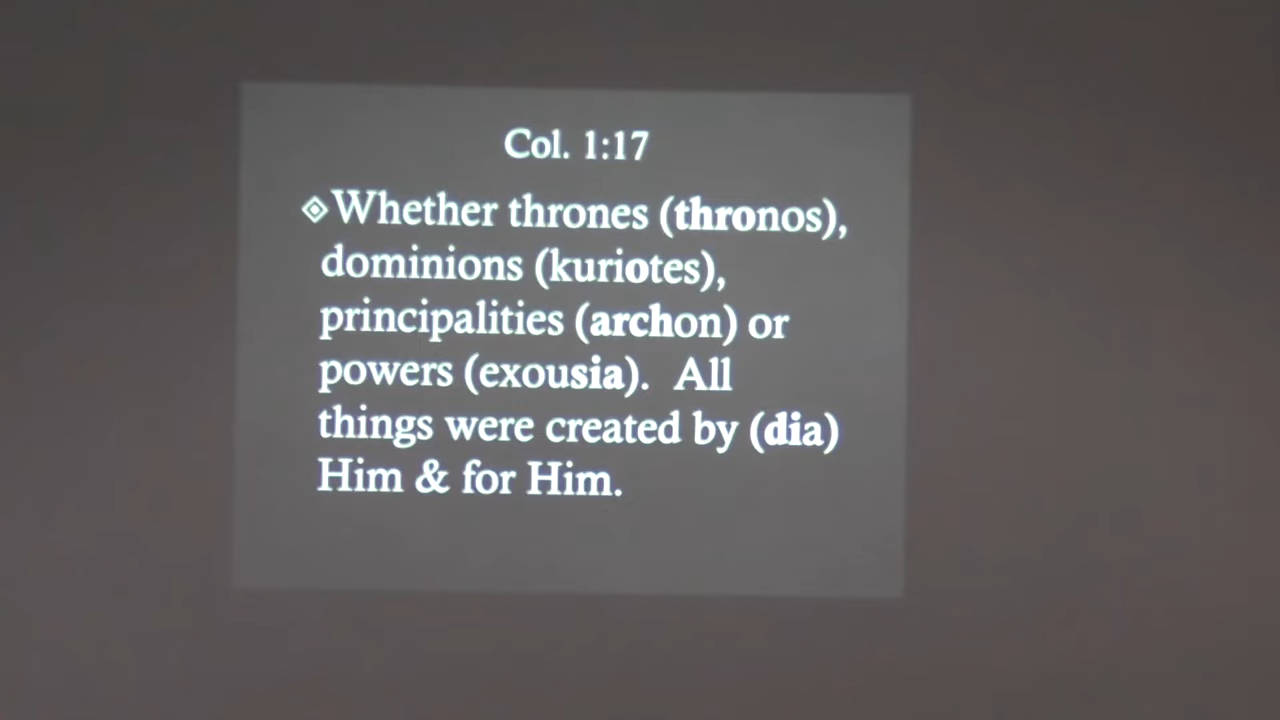 Col. 1:17
Whether thrones (thronos),
dominions (kuriotes),
principalities (archon) or
powers (exousia).  All
things were created by (dia)
Him & for Him.